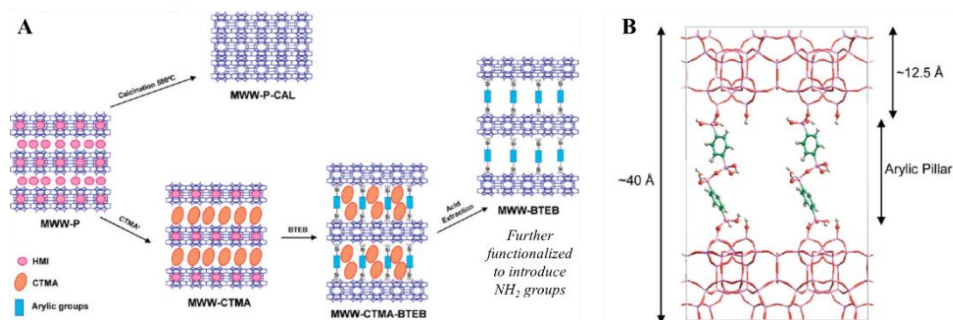 A
Calcination 580ºC
MWW-P-CAL
MWW-P
CTMA⁺
HMI
CTMA
Arylic groups
MWW-CTMA
BTEB
MWW-CTMA-BTEB
Acid
Extraction
MWW-BTEB
Further
functionalized
to introduce
NH₂ groups
B
~40 Å
~12.5 Å
Arylic Pillar